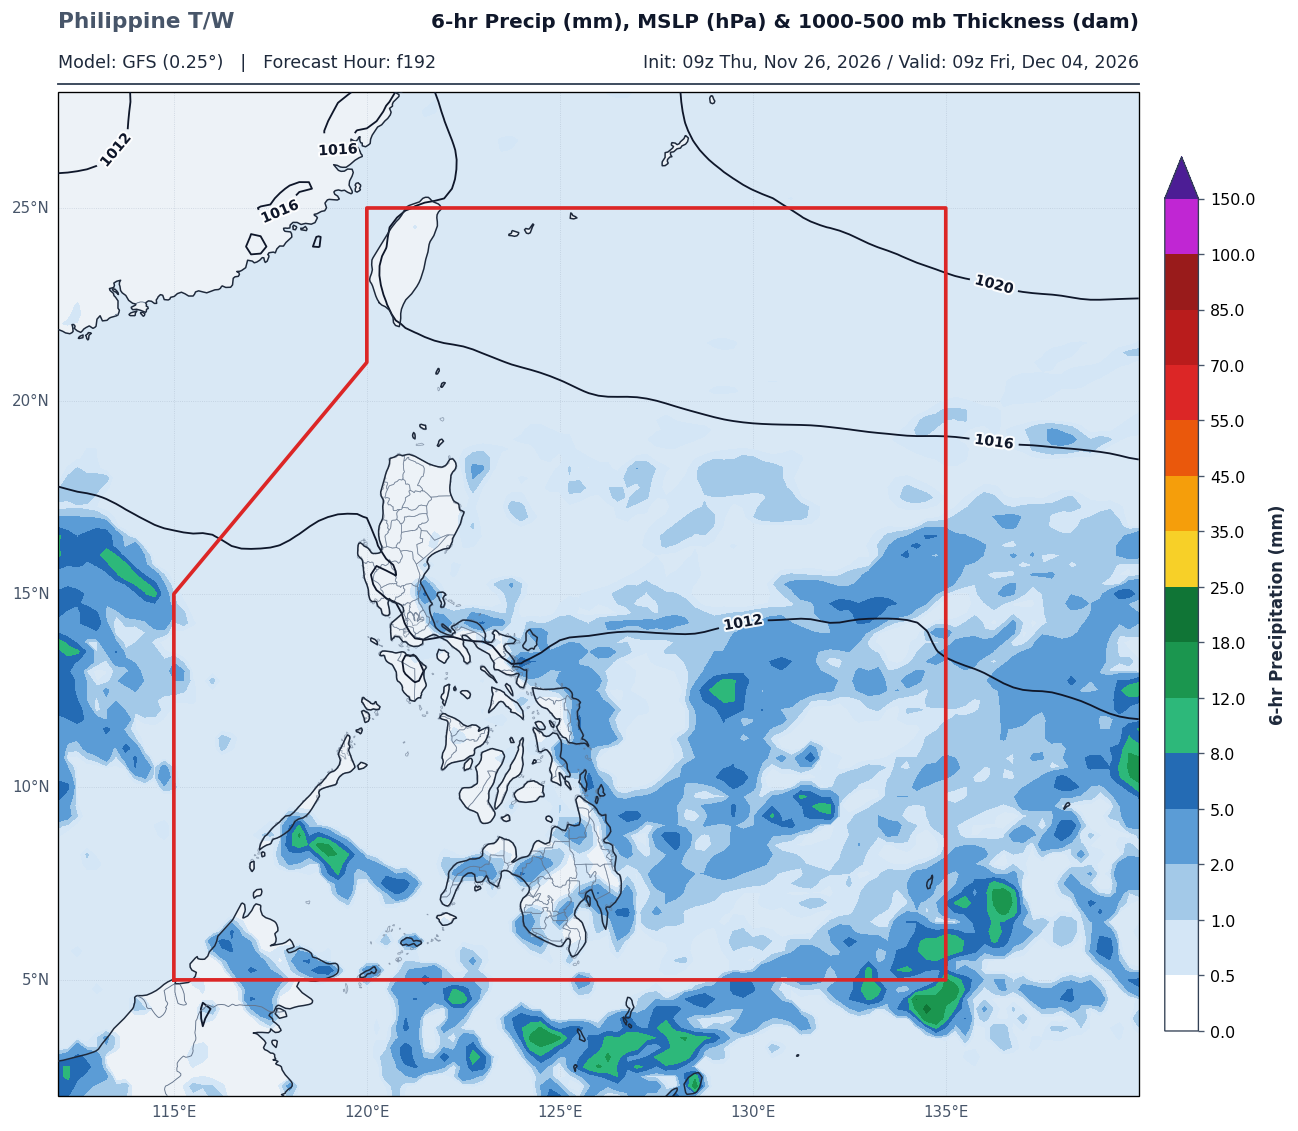 Philippine T/W
6-hr Precip (mm), MSLP (hPa) & 1000-500 mb Thickness (dam)
Model: GFS (0.25°) | Forecast Hour: f192
Init: 09z Thu, Nov 26, 2026 / Valid: 09z Fri, Dec 04, 2026
1012
1016
1016
1020
1016
1012
25°N
20°N
15°N
10°N
5°N
115°E
120°E
125°E
130°E
135°E
150.0
100.0
85.0
70.0
55.0
45.0
35.0
25.0
18.0
12.0
8.0
5.0
2.0
1.0
0.5
0.0
6-hr Precipitation (mm)